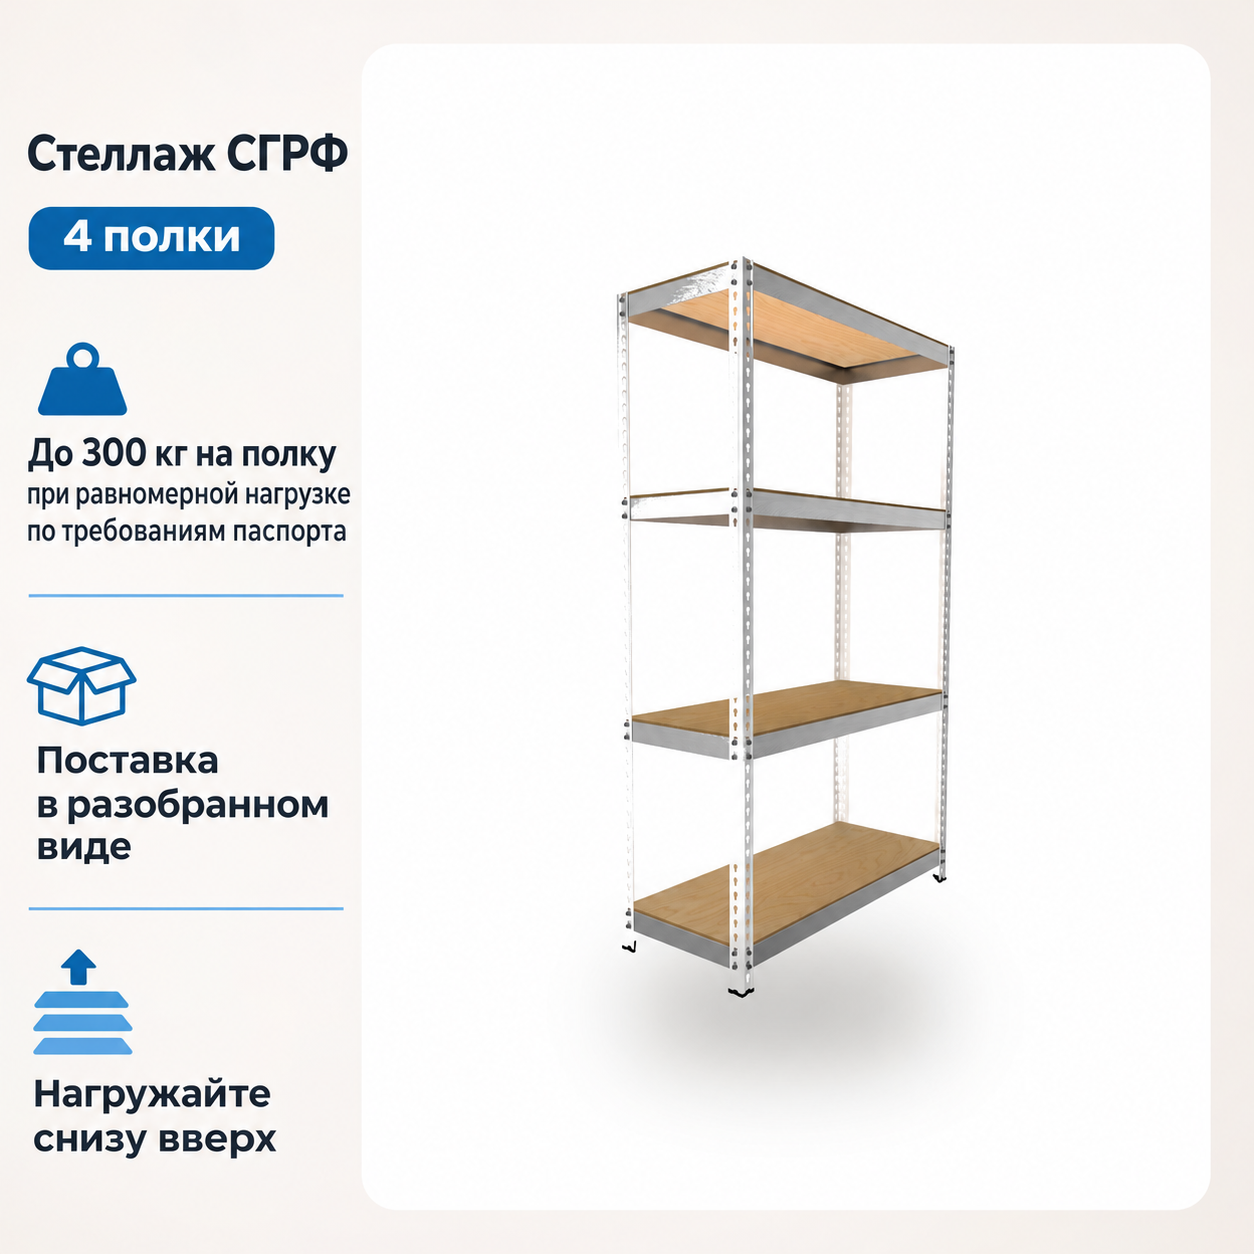 Стеллаж СГРФ
4 полки
До 300 кг на полку
при равномерной нагрузке
по требованиям паспорта
Поставка
в разобранном
виде
Нагружайте
снизу вверх